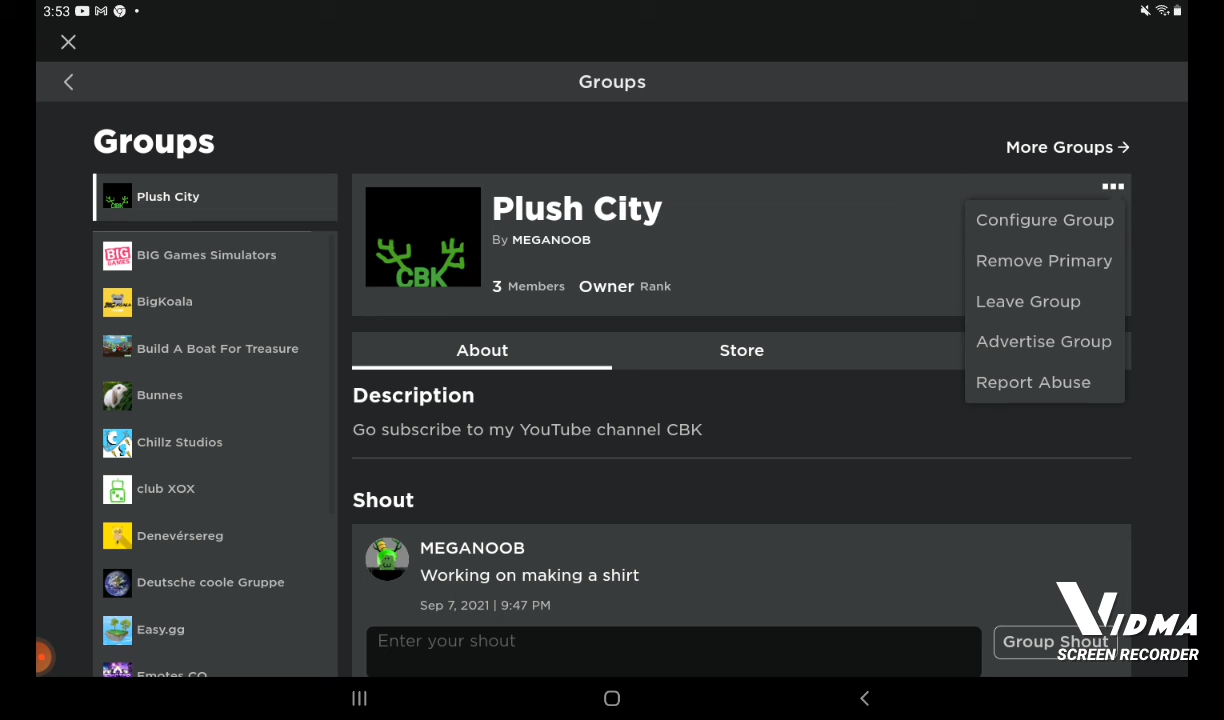 3:53
Groups
Groups
More Groups →
Plush City
Plush City
By MEGANOOB
3 Members Owner Rank
Configure Group
Remove Primary
Leave Group
Advertise Group
Report Abuse
BIG Games Simulators
BigKoala
Build A Boat For Treasure
Bunnes
Chillz Studios
club XOX
Denevérsereg
Deutsche coole Gruppe
Easy.gg
Emotes CO
CBK
About
Store
Description
Go subscribe to my YouTube channel CBK
Shout
MEGANOOB
Working on making a shirt
Sep 7, 2021 | 9:47 PM
Enter your shout
Group Shout
VIDMA
SCREEN RECORDER